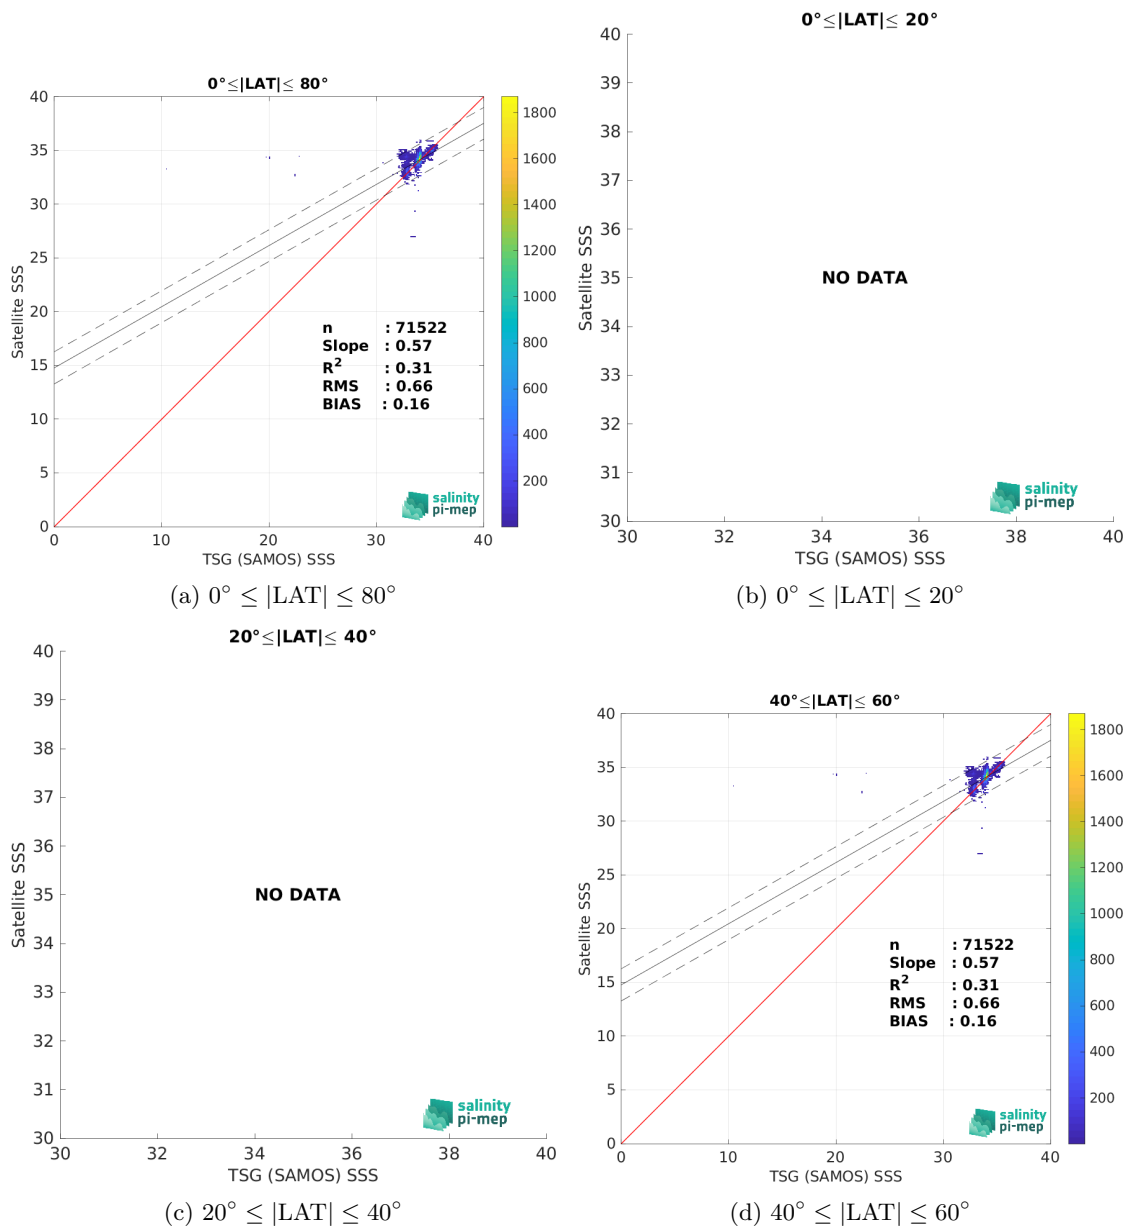 0°≤|LAT|≤ 80°
40
35
30
25
20
15
10
5
0
0
10
20
30
40
Satellite SSS
TSG (SAMOS) SSS
n : 71522
Slope : 0.57
R² : 0.31
RMS : 0.66
BIAS : 0.16
1800
1600
1400
1200
1000
800
600
400
200
salinity
pi-mep
(a) 0° ≤ |LAT| ≤ 80°
0°≤|LAT|≤ 20°
40
39
38
37
36
35
34
33
32
31
30
30
32
34
36
38
40
Satellite SSS
TSG (SAMOS) SSS
NO DATA
salinity
pi-mep
(b) 0° ≤ |LAT| ≤ 20°
20°≤|LAT|≤ 40°
40
39
38
37
36
35
34
33
32
31
30
30
32
34
36
38
40
Satellite SSS
TSG (SAMOS) SSS
NO DATA
salinity
pi-mep
(c) 20° ≤ |LAT| ≤ 40°
40°≤|LAT|≤ 60°
40
35
30
25
20
15
10
5
0
0
10
20
30
40
Satellite SSS
TSG (SAMOS) SSS
n : 71522
Slope : 0.57
R² : 0.31
RMS : 0.66
BIAS : 0.16
1800
1600
1400
1200
1000
800
600
400
200
salinity
pi-mep
(d) 40° ≤ |LAT| ≤ 60°